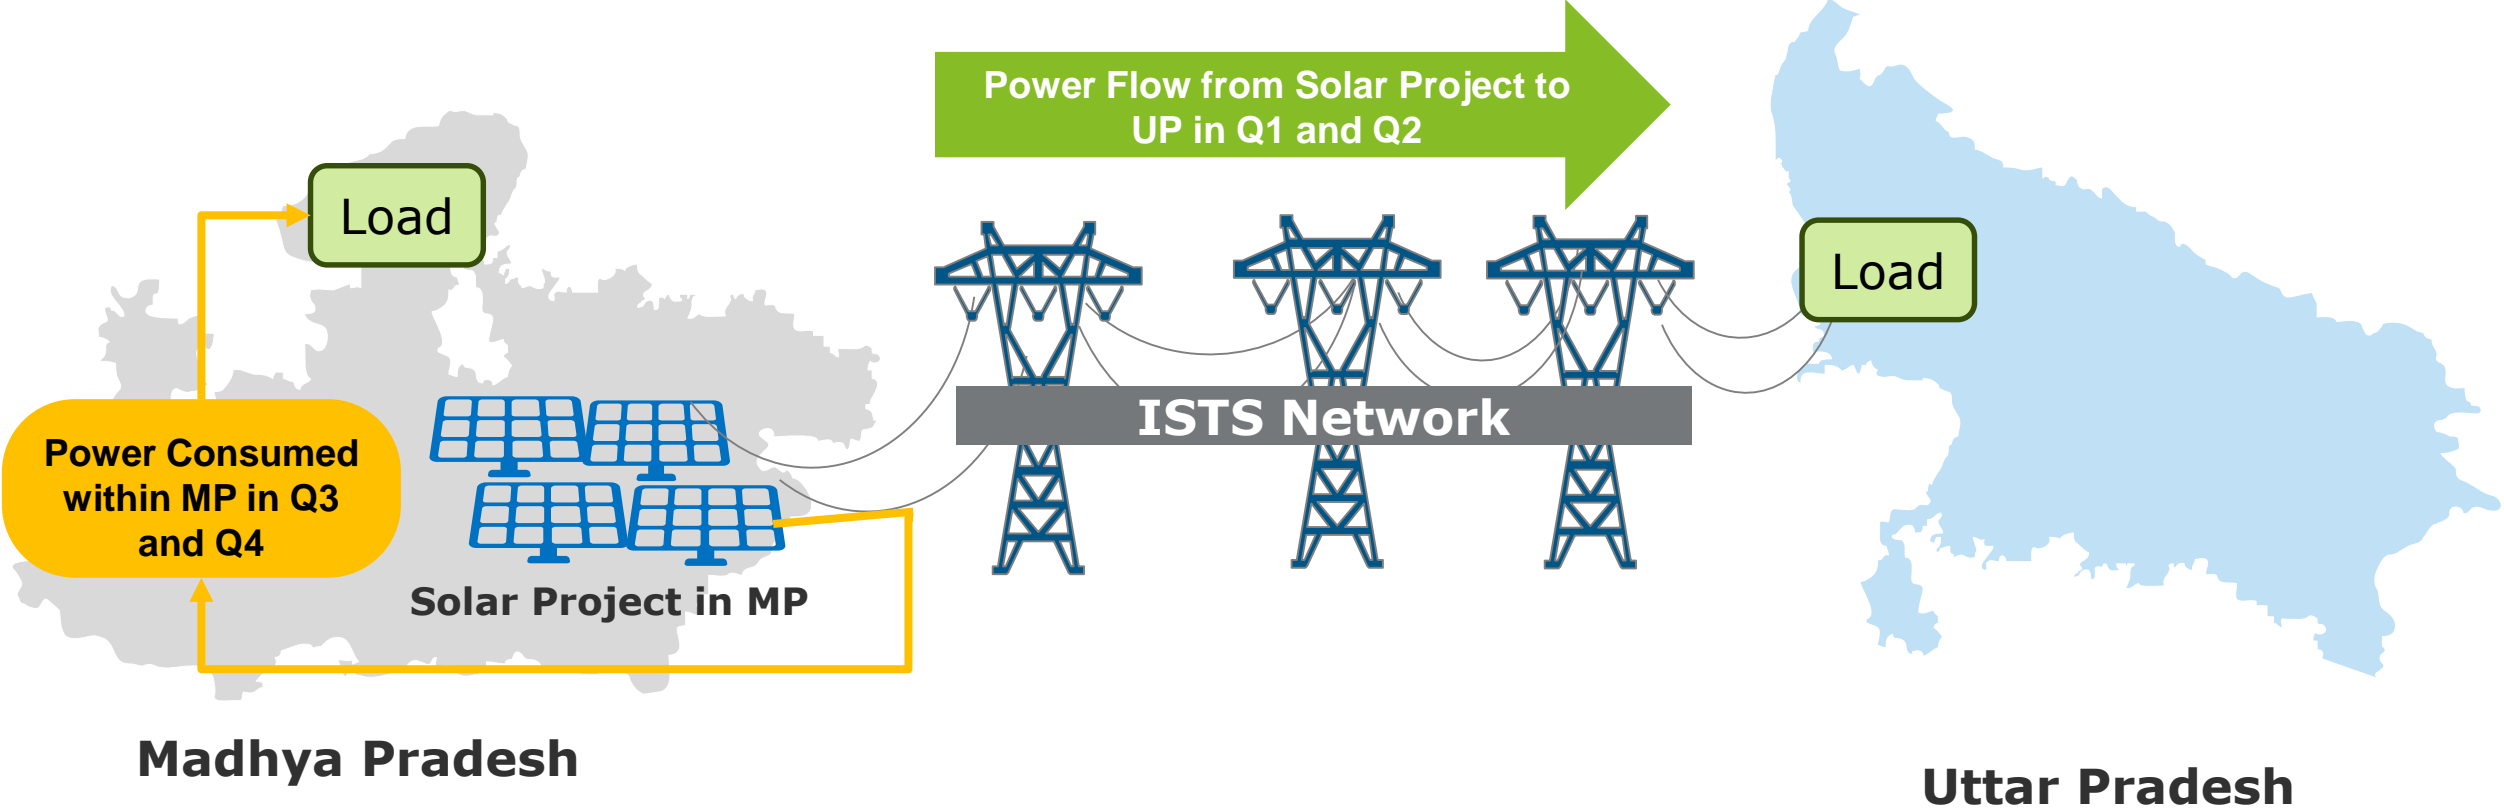 Power Flow from Solar Project to
UP in Q1 and Q2
Load
Load
ISTS Network
Power Consumed
within MP in Q3
and Q4
Solar Project in MP
Madhya Pradesh
Uttar Pradesh